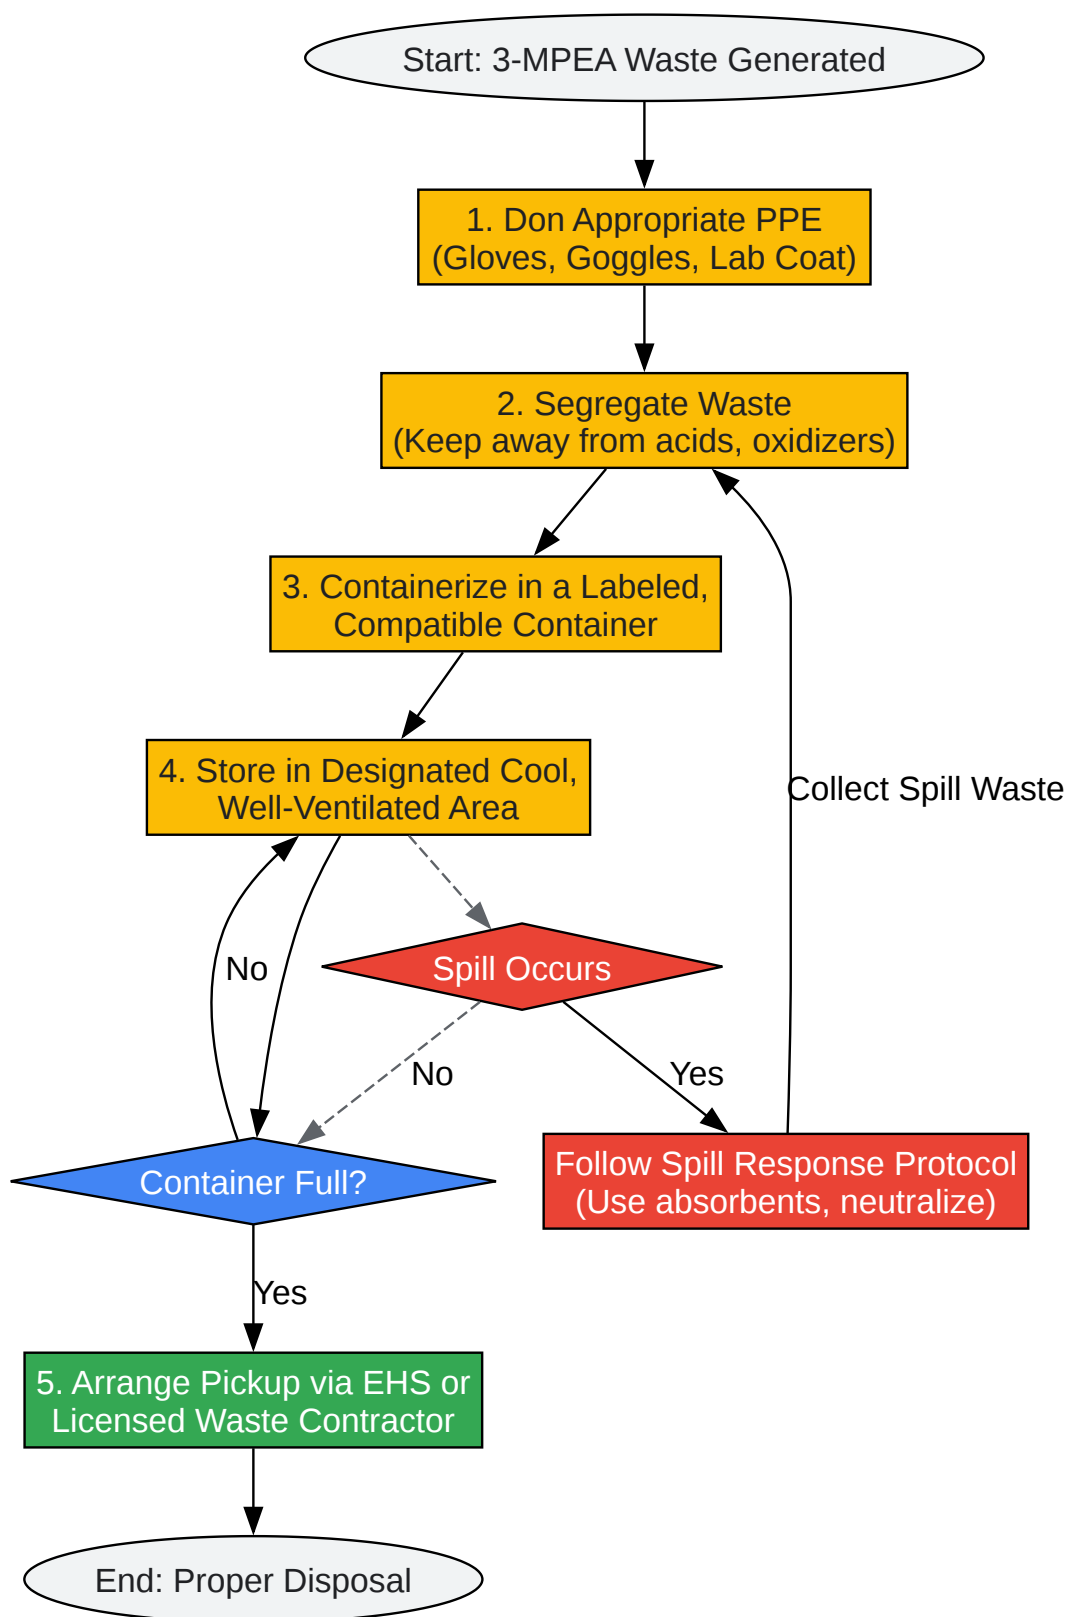 Start: 3-MPEA Waste Generated
1. Don Appropriate PPE
(Gloves, Goggles, Lab Coat)
2. Segregate Waste
(Keep away from acids, oxidizers)
3. Containerize in a Labeled,
Compatible Container
4. Store in Designated Cool,
Well-Ventilated Area
Collect Spill Waste
No
Spill Occurs
No
Yes
Container Full?
Follow Spill Response Protocol
(Use absorbents, neutralize)
Yes
5. Arrange Pickup via EHS or
Licensed Waste Contractor
End: Proper Disposal